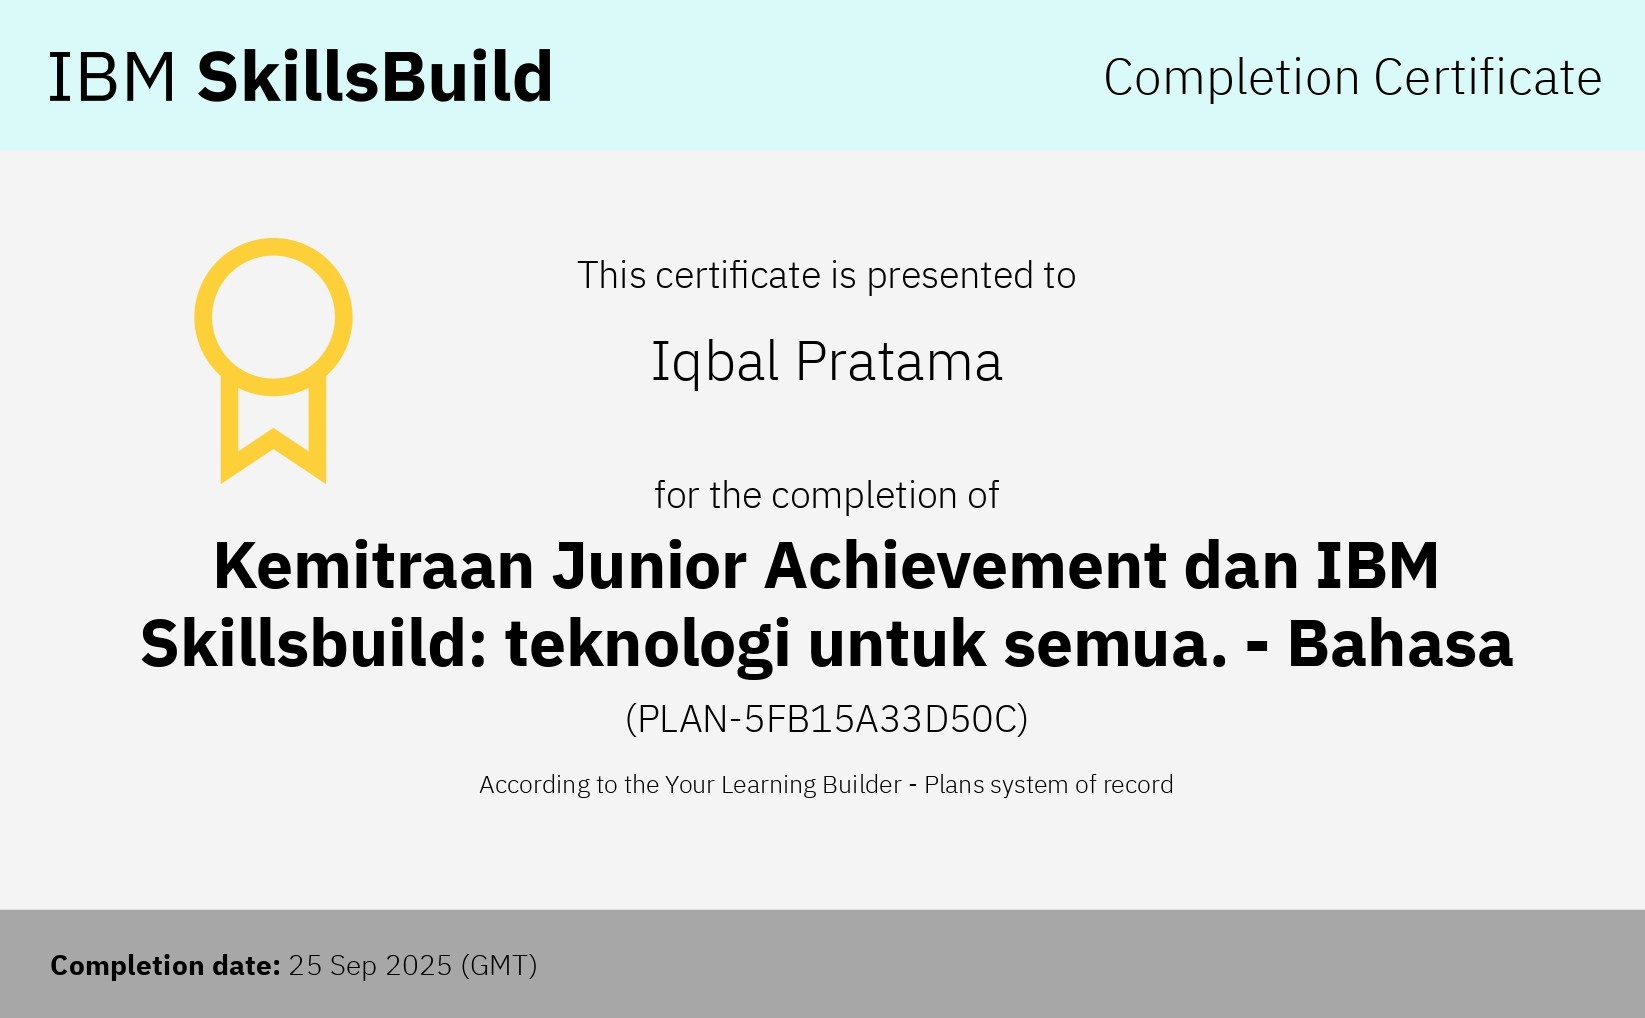 IBM SkillsBuild
Completion Certificate
This certificate is presented to
Iqbal Pratama
for the completion of
Kemitraan Junior Achievement dan IBM
Skillsbuild: teknologi untuk semua. - Bahasa
(PLAN-5FB15A33D50C)
According to the Your Learning Builder - Plans system of record
Completion date: 25 Sep 2025 (GMT)